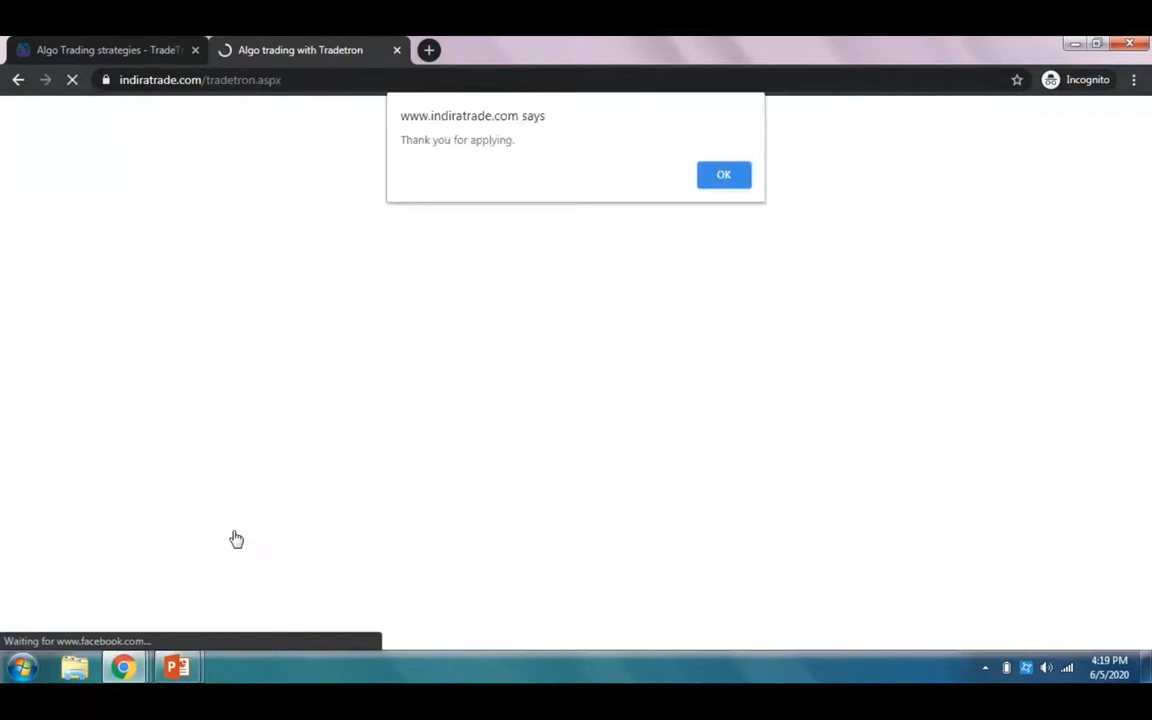 Algo Trading strategies - TradeT
Algo trading with Tradetron
indiratrade.com/tradetron.aspx
Incognito
www.indiratrade.com says
Thank you for applying.
OK
Waiting for www.facebook.com...
4:19 PM
6/5/2020